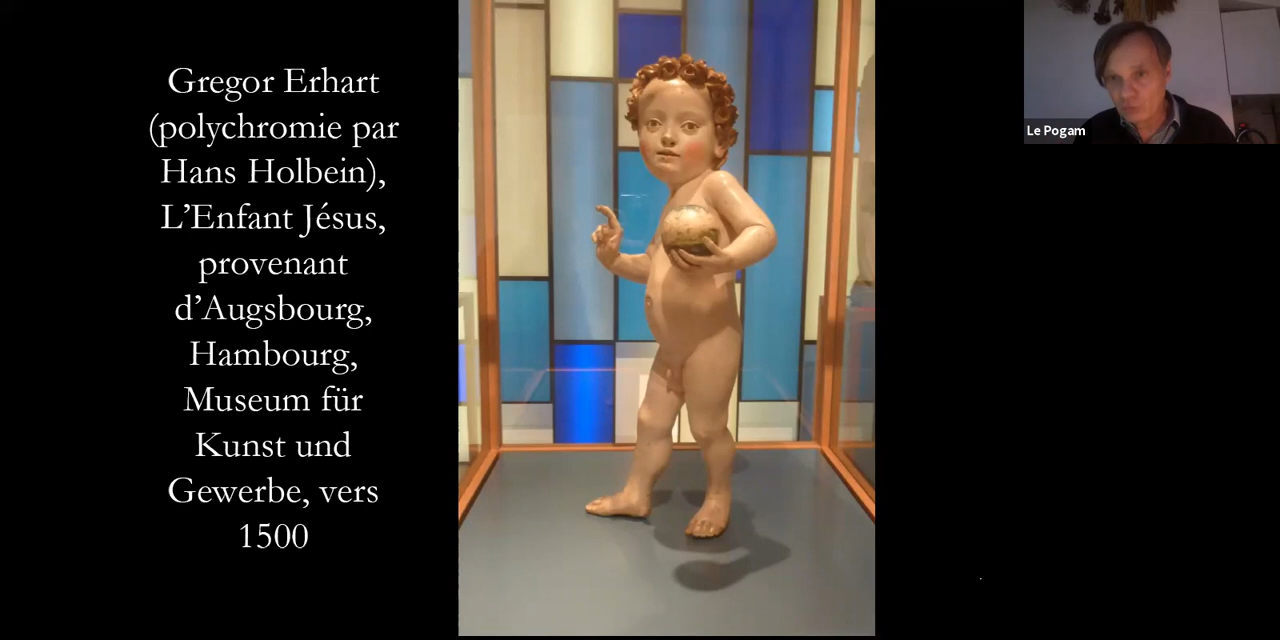 Gregor Erhart
(polychromie par
Hans Holbein),
L’Enfant Jésus,
provenant
d’Augsbourg,
Hambourg,
Museum für
Kunst und
Gewerbe, vers
1500
Le Pogam